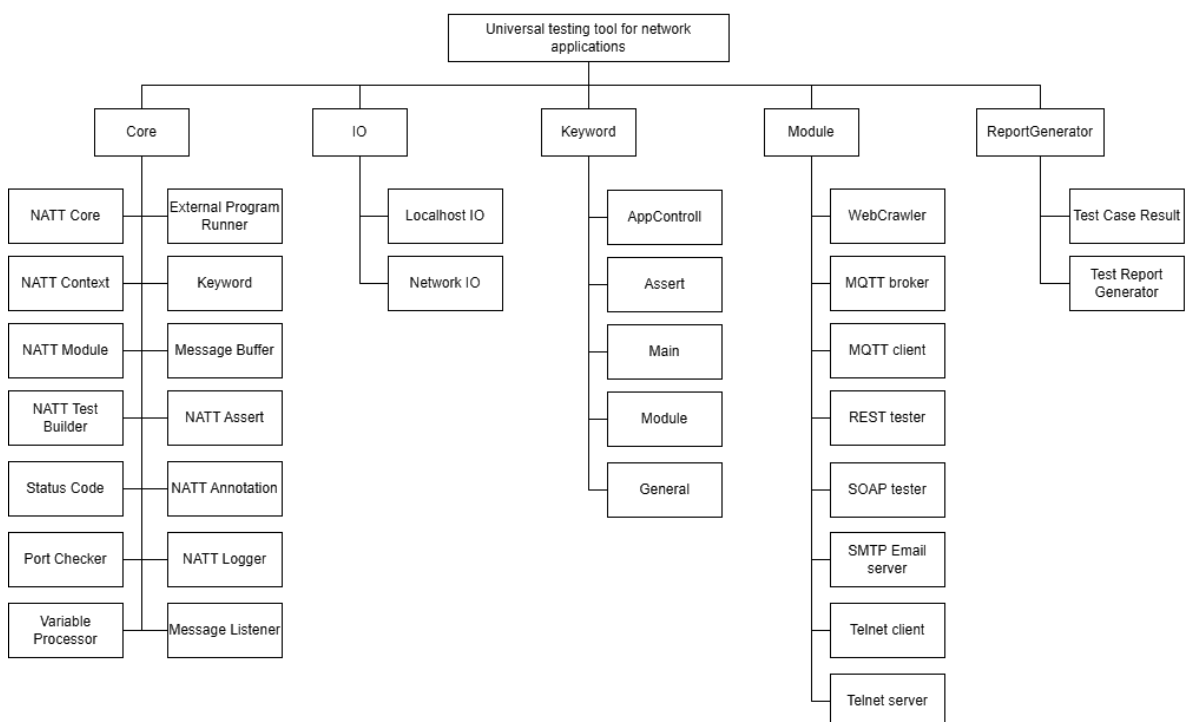 Universal testing tool for network
applications
Core
IO
Keyword
Module
ReportGenerator
NATT Core
External Program
Runner
NATT Context
Keyword
NATT Module
Message Buffer
NATT Test
Builder
NATT Assert
Status Code
NATT Annotation
Port Checker
NATT Logger
Variable
Processor
Message Listener
Localhost IO
Network IO
AppControll
Assert
Main
Module
General
WebCrawler
MQTT broker
MQTT client
REST tester
SOAP tester
SMTP Email
server
Telnet client
Telnet server
Test Case Result
Test Report
Generator